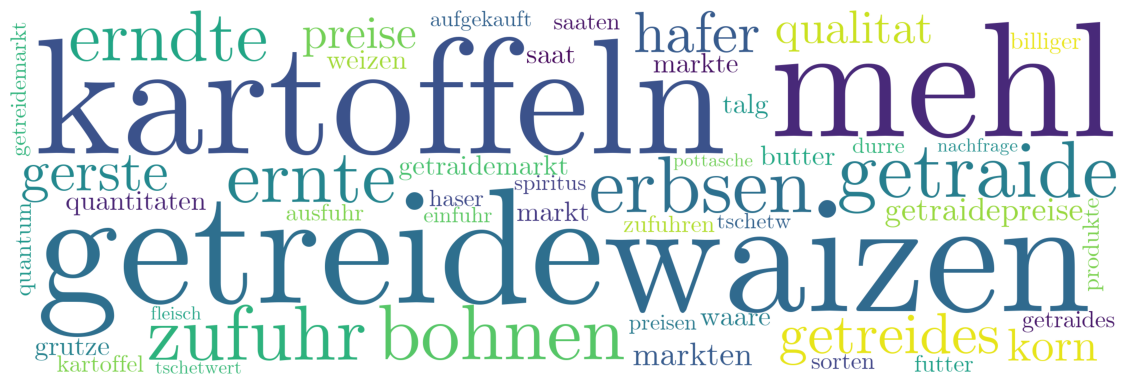 getreidemarkt
erndte
preise
weizen
aufgekauft
saaten
saat
hafer
markte
qualitat
billiger
kartoffeln
mehl
talg
gerste
ernte
getraidemarkt
pottasche
butter
durre
nachfrage
getraide
quantitaten
haser
spiritus
erbsen
ausfuhr
einfuhr
markt
zufuhren
tschetw
getraidepreise
quantum
getreide
waizen
produkte
fleisch
zufuhr
bohnen
preisen
waare
getreides
getraides
korn
grutze
kartoffel
tschetwert
markten
sorten
futter